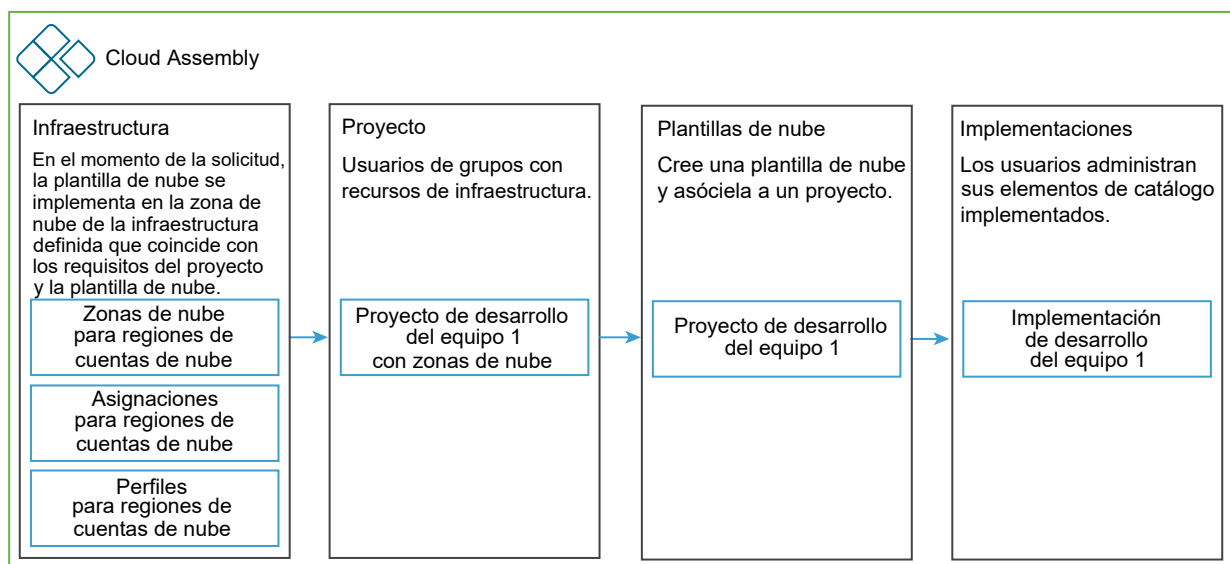 Cloud Assembly
Infraestructura
En el momento de la solicitud,
la plantilla de nube se
implementa en la zona de
nube de la infraestructura
definida que coincide con
los requisitos del proyecto
y la plantilla de nube.
Zonas de nube
para regiones de
cuentas de nube
Asignaciones
para regiones de
cuentas de nube
Perfiles
para regiones de
cuentas de nube
Proyecto
Usuarios de grupos con
recursos de infraestructura.
Proyecto de desarrollo
del equipo 1
con zonas de nube
Plantillas de nube
Cree una plantilla de nube
y asóciela a un proyecto.
Proyecto de desarrollo
del equipo 1
Implementaciones
Los usuarios administran
sus elementos de catálogo
implementados.
Implementación
de desarrollo
del equipo 1